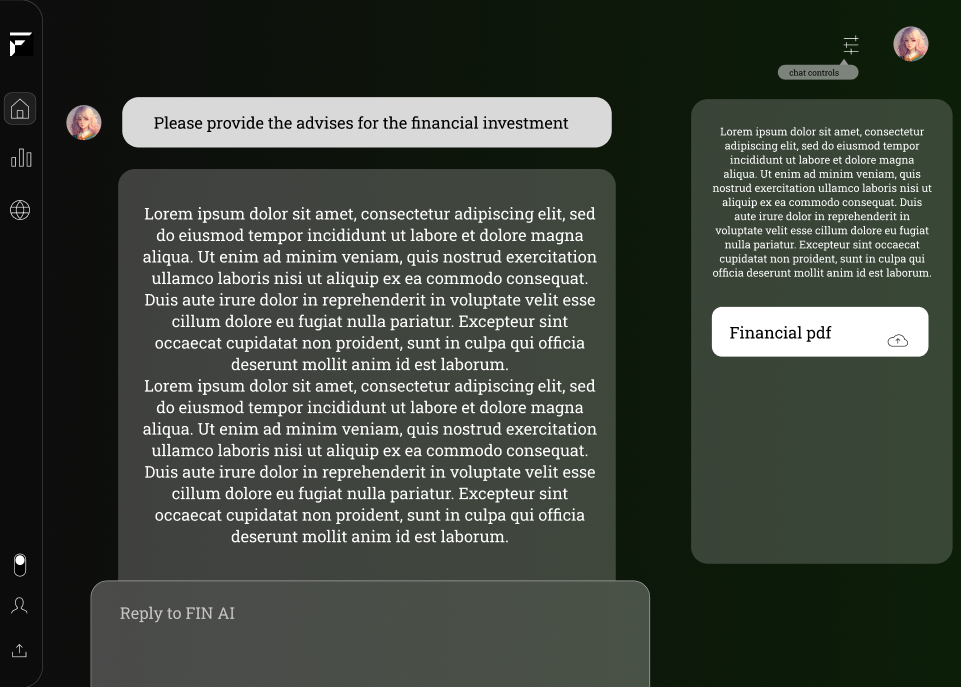 chat controls
Please provide the advises for the financial investment
Lorem ipsum dolor sit amet, consectetur adipiscing elit, sed
do eiusmod tempor incididunt ut labore et dolore magna
aliqua. Ut enim ad minim veniam, quis nostrud exercitation
ullamco laboris nisi ut aliquip ex ea commodo consequat.
Duis aute irure dolor in reprehenderit in voluptate velit esse
cillum dolore eu fugiat nulla pariatur. Excepteur sint
occaecat cupidatat non proident, sunt in culpa qui officia
deserunt mollit anim id est laborum.
Lorem ipsum dolor sit amet, consectetur adipiscing elit, sed
do eiusmod tempor incididunt ut labore et dolore magna
aliqua. Ut enim ad minim veniam, quis nostrud exercitation
ullamco laboris nisi ut aliquip ex ea commodo consequat.
Duis aute irure dolor in reprehenderit in voluptate velit esse
cillum dolore eu fugiat nulla pariatur. Excepteur sint
occaecat cupidatat non proident, sunt in culpa qui officia
deserunt mollit anim id est laborum.
Reply to FIN AI
Lorem ipsum dolor sit amet, consectetur
adipiscing elit, sed do eiusmod tempor
incididunt ut labore et dolore magna
aliqua. Ut enim ad minim veniam, quis
nostrud exercitation ullamco laboris nisi ut
aliquip ex ea commodo consequat. Duis
aute irure dolor in reprehenderit in
voluptate velit esse cillum dolore eu fugiat
nulla pariatur. Excepteur sint occaecat
cupidatat non proident, sunt in culpa qui
officia deserunt mollit anim id est laborum.
Financial pdf